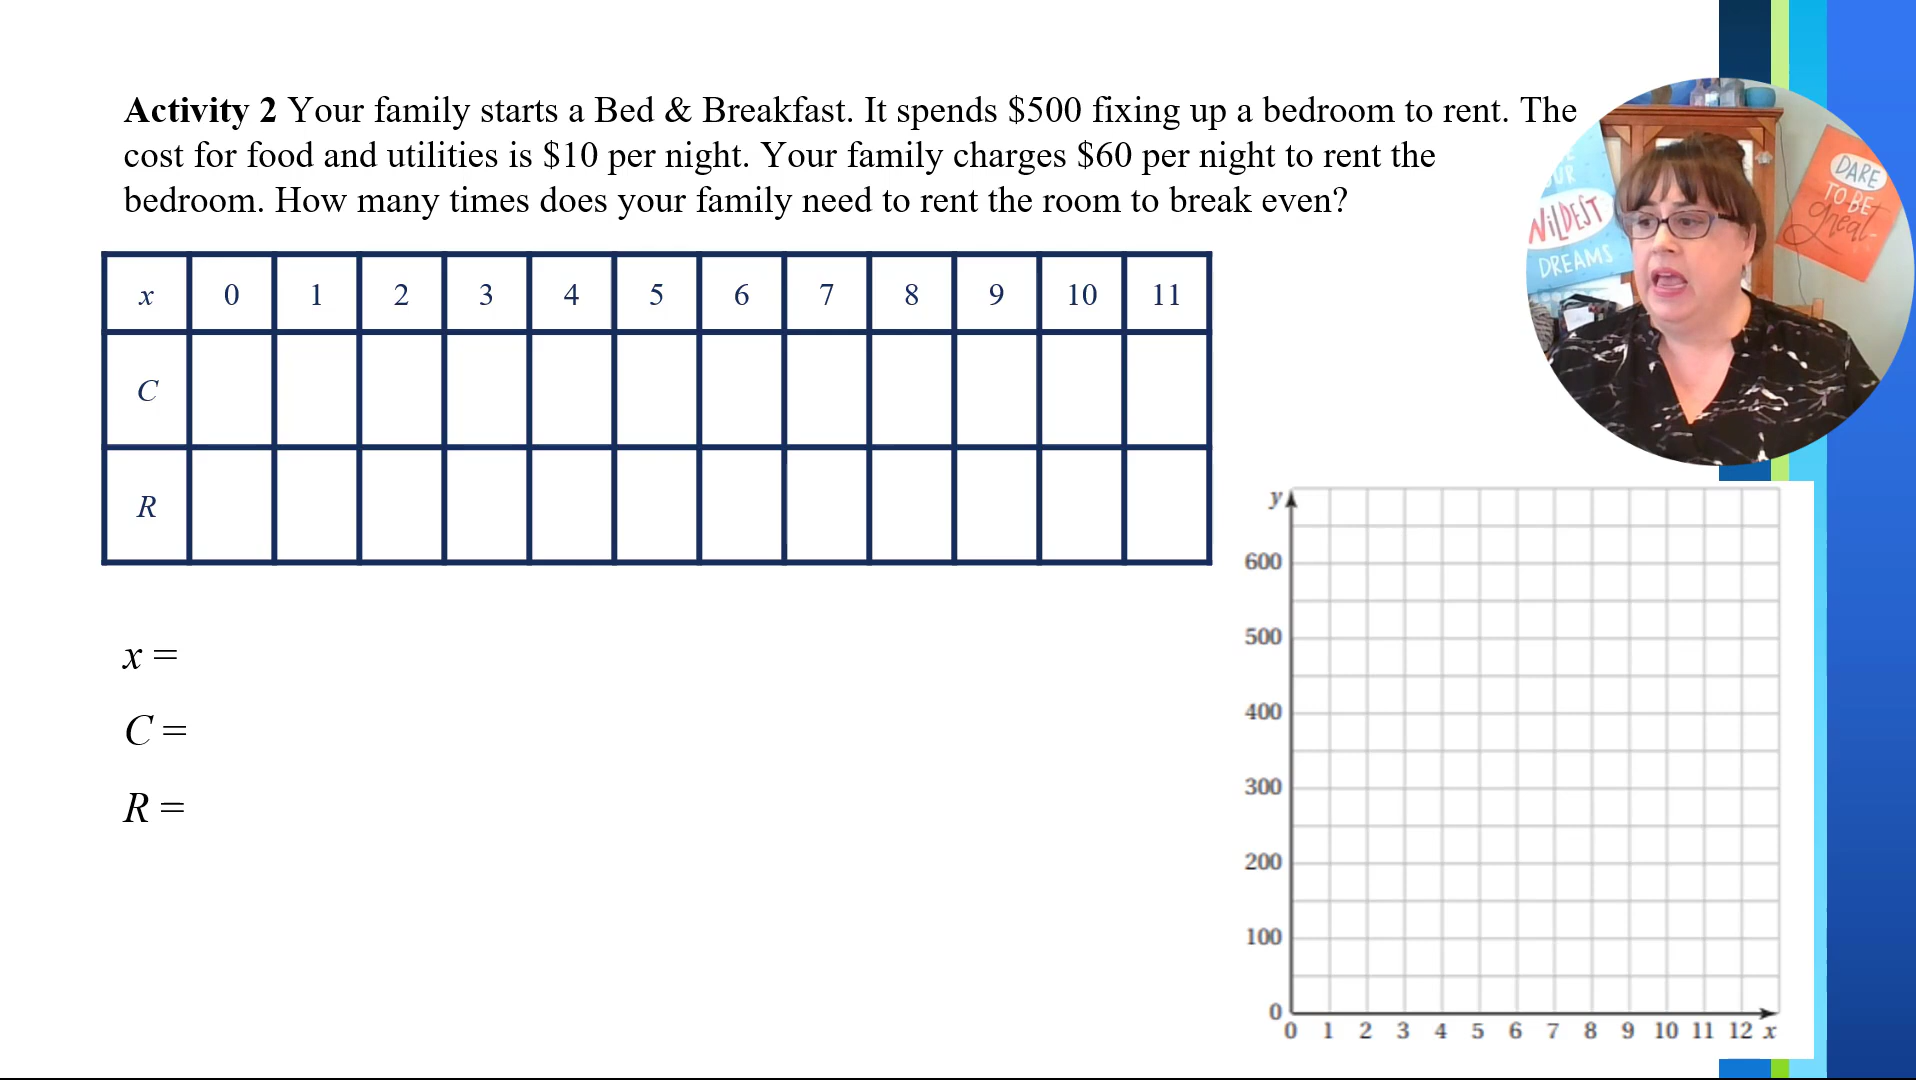 Activity 2 Your family starts a Bed & Breakfast. It spends $500 fixing up a bedroom to rent. The
cost for food and utilities is $10 per night. Your family charges $60 per night to rent the
bedroom. How many times does your family need to rent the room to break even?
x 0 1 2 3 4 5 6 7 8 9 10 11
C
R
x =
C =
R =
WILDEST
DREAMS
DARE
TO BE
great
y
600
500
400
300
200
100
0
0 1 2 3 4 5 6 7 8 9 10 11 12 x